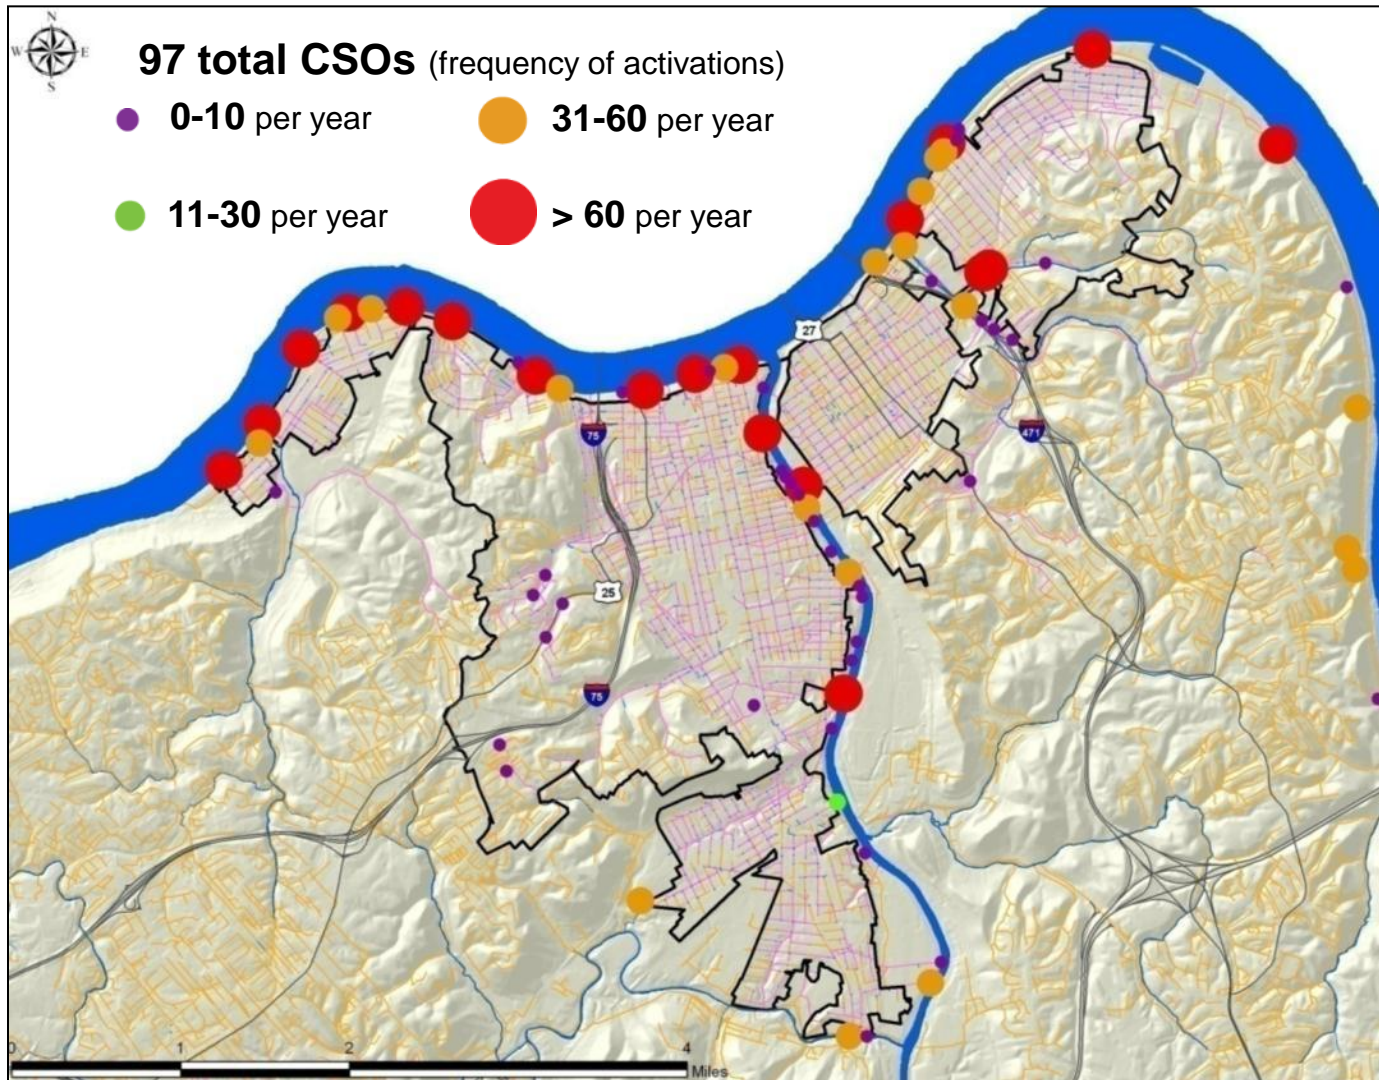 N
W E
S
97 total CSOs (frequency of activations)
0-10 per year
31-60 per year
11-30 per year
> 60 per year
27
75
471
25
75
0 1 2 4
Miles